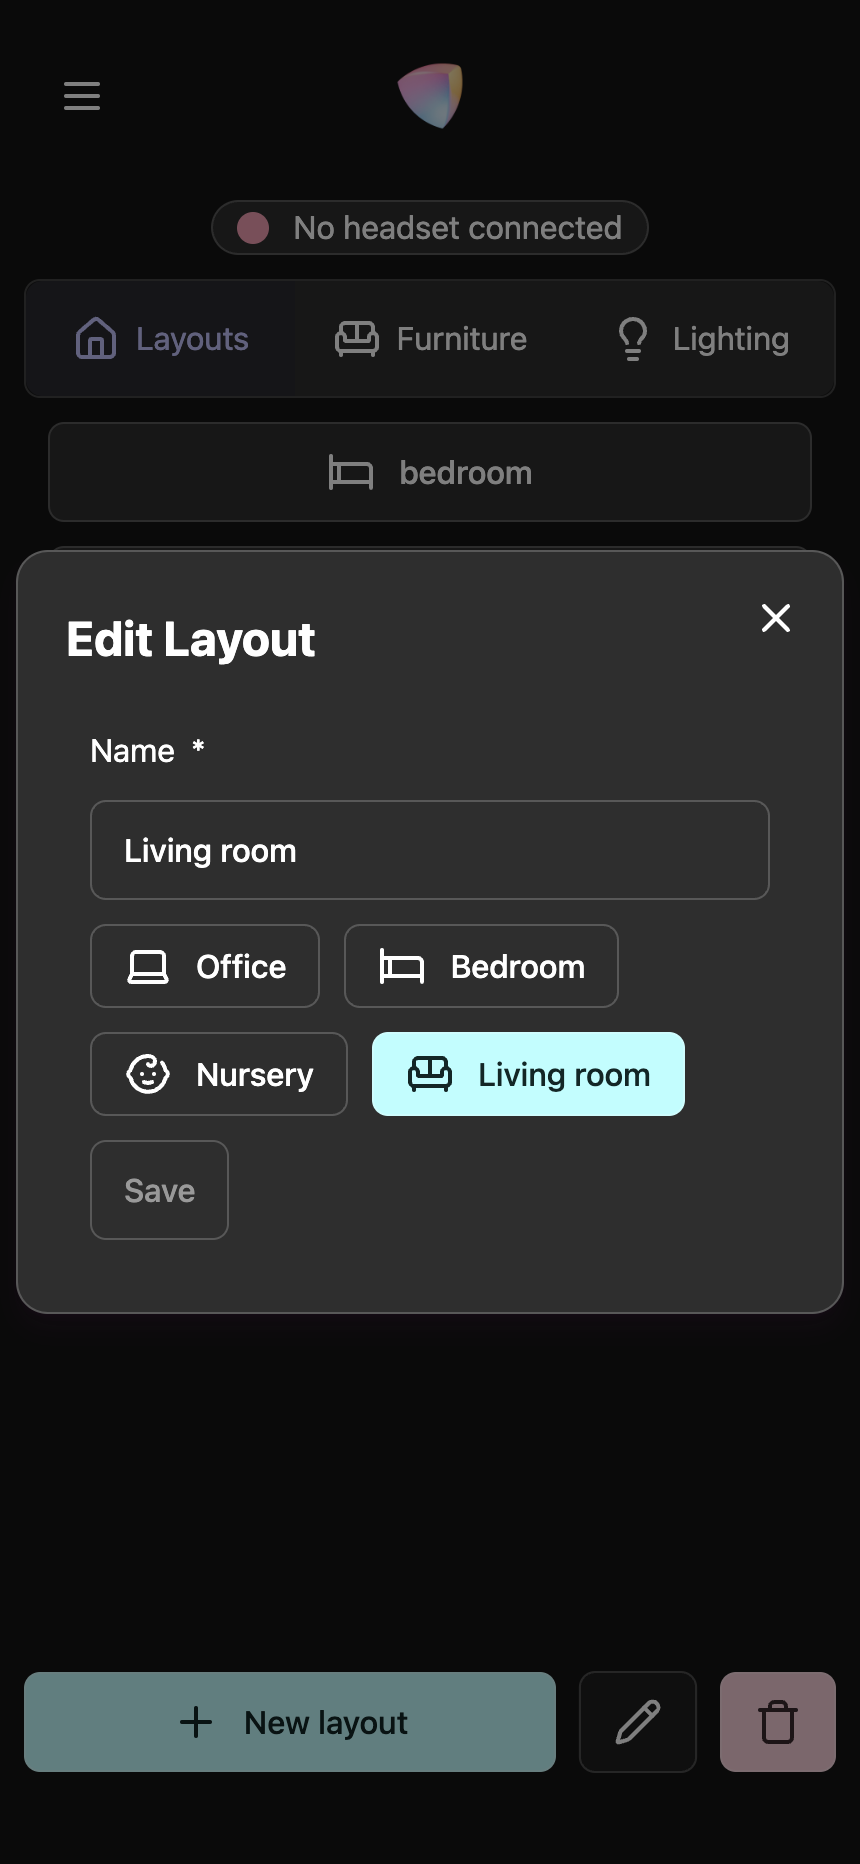 No headset connected
Layouts Furniture Lighting
bedroom
Edit Layout
Name *
Living room
Office Bedroom
Nursery Living room
Save
New layout